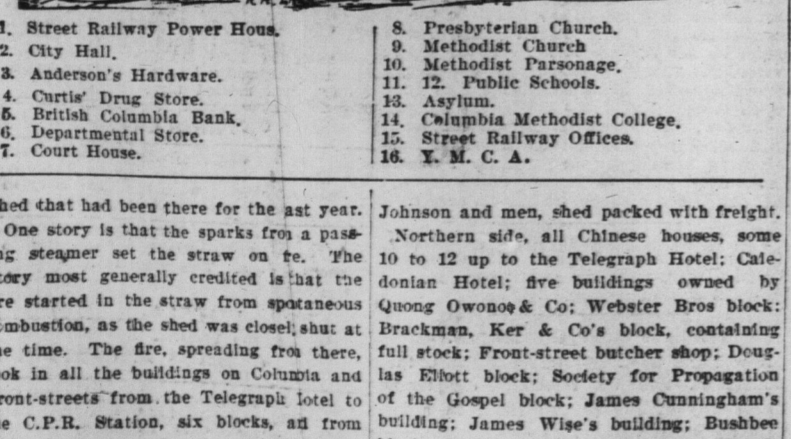 1. Street Railway Power Hous.
2. City Hall.
3. Anderson's Hardware.
4. Curtis' Drug Store.
5. British Columbia Bank.
6. Departmental Store.
7. Court House.
8. Presbyterian Church.
9. Methodist Church
10. Methodist Parsonage.
11. 12. Public Schools.
13. Asylum.
14. Columbia Methodist College.
15. Street Railway Offices.
16. Y. M. C. A.
hed that had been there for the ast year.
One story is that the sparks from a pass-
ng steamer set the straw on fe. The
tory most generally credited is that the
re started in the straw from spotaneous
ombustion, as the shed was closel shut at
e time. The fire, spreading from there,
ok in all the buildings on Columbia and
ront-streets from the Telegraph lotel to
e C.P.R. Station, six blocks, ad from
Johnson and men, shed packed with freight.
Northern side, all Chinese houses, some
10 to 12 up to the Telegraph Hotel; Cale-
donian Hotel; five buildings owned by
Quong & Co; Webster Bros block;
Brackman, Ker & Co's block, containing
full stock; Front-street butcher shop; Doug-
las Elliott block; Society for Propagation
of the Gospel block; James Cunningham's
building; James Wise's building; Bushbee